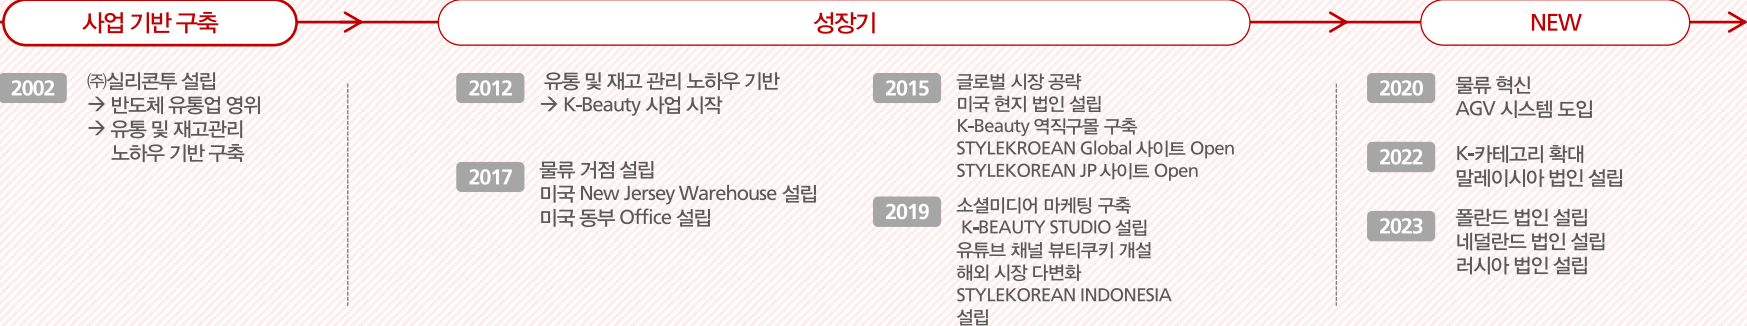 사업 기반 구축
성장기
NEW
2002
㈜실리콘투 설립
→ 반도체 유통업 영위
→ 유통 및 재고관리
노하우 기반 구축
2012
유통 및 재고 관리 노하우 기반
→ K-Beauty 사업 시작
2017
물류 거점 설립
미국 New Jersey Warehouse 설립
미국 동부 Office 설립
2015
글로벌 시장 공략
미국 현지 법인 설립
K-Beauty 역직구몰 구축
STYLEKROEAN Global 사이트 Open
STYLEKOREAN JP 사이트 Open
2019
소셜미디어 마케팅 구축
K-BEAUTY STUDIO 설립
유튜브 채널 뷰티쿠키 개설
해외 시장 다변화
STYLEKOREAN INDONESIA
설립
2020
물류 혁신
AGV 시스템 도입
2022
K-카테고리 확대
말레이시아 법인 설립
2023
폴란드 법인 설립
네덜란드 법인 설립
러시아 법인 설립